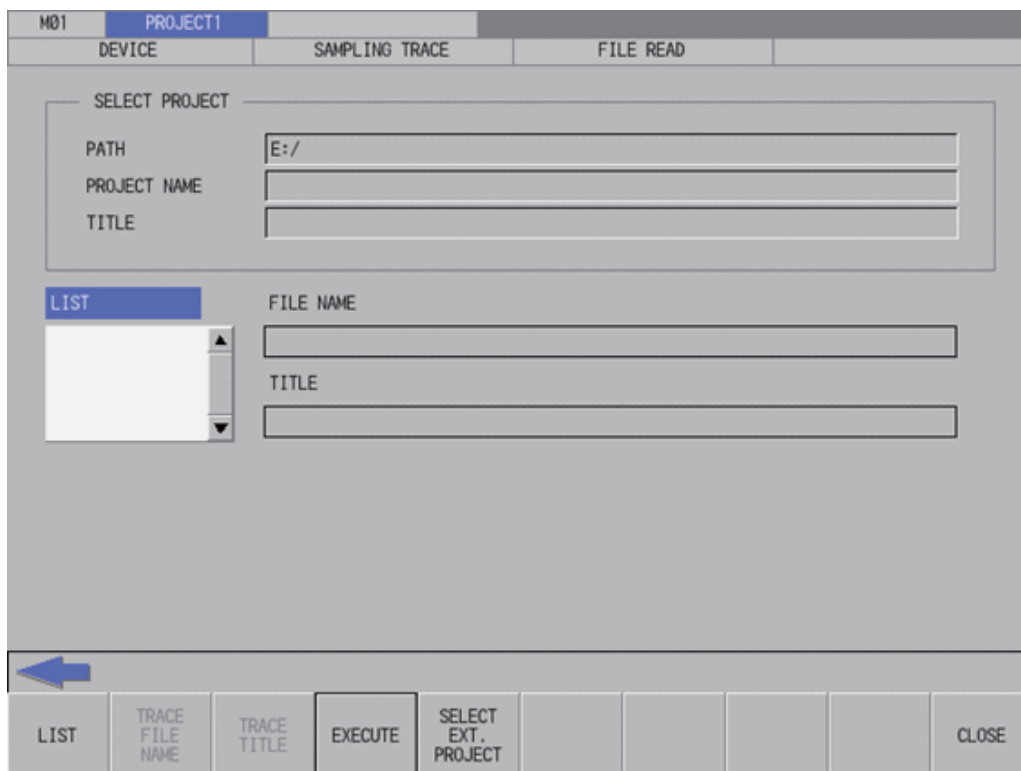 MØ1 PROJECT1
DEVICE SAMPLING TRACE FILE READ
SELECT PROJECT
PATH E:/
PROJECT NAME
TITLE
LIST FILE NAME
TITLE
LIST TRACE FILE NAME TRACE TITLE EXECUTE SELECT EXT. PROJECT CLOSE